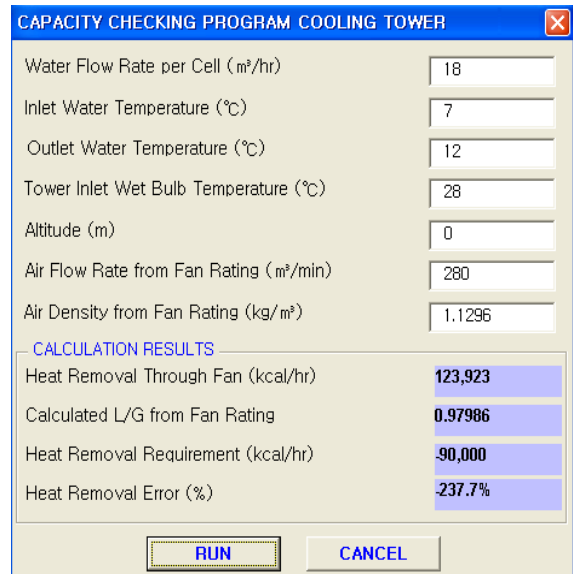 CAPACITY CHECKING PROGRAM COOLING TOWER
Water Flow Rate per Cell (㎥/hr) 18
Inlet Water Temperature (℃) 7
Outlet Water Temperature (℃) 12
Tower Inlet Wet Bulb Temperature (℃) 28
Altitude (m) 0
Air Flow Rate from Fan Rating (㎥/min) 280
Air Density from Fan Rating (kg/㎥) 1.1296
CALCULATION RESULTS
Heat Removal Through Fan (kcal/hr) 123,923
Calculated L/G from Fan Rating 0.97986
Heat Removal Requirement (kcal/hr) -90,000
Heat Removal Error (%) -237.7%
RUN CANCEL